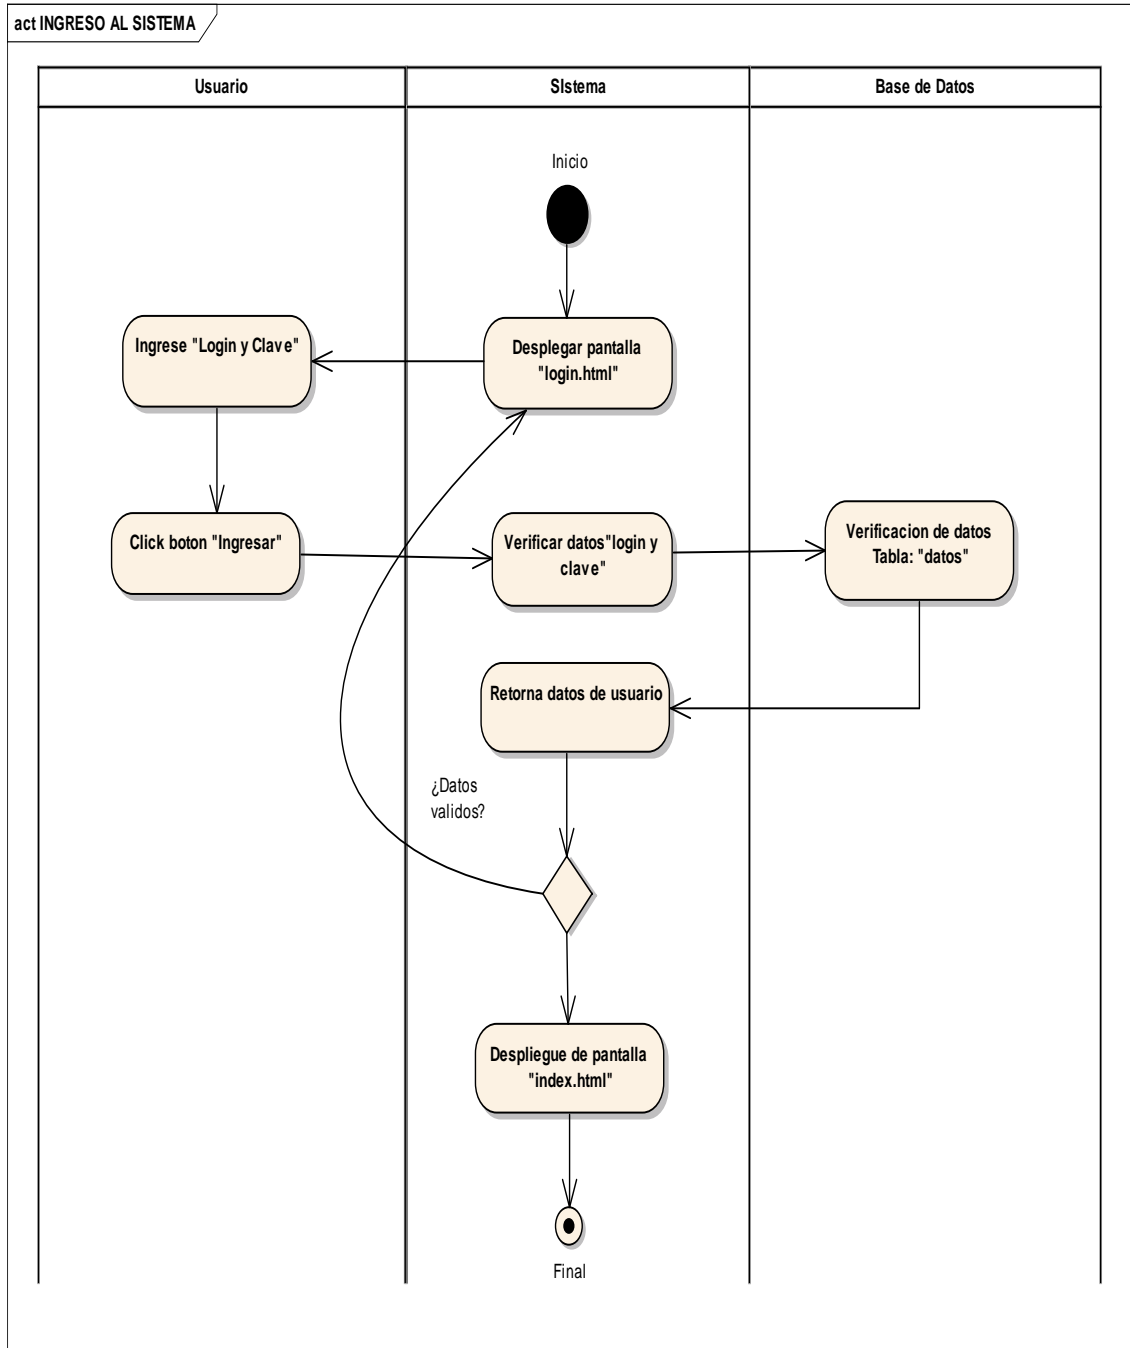 act INGRESO AL SISTEMA
Usuario
SIstema
Base de Datos
Inicio
Ingrese "Login y Clave"
Desplegar pantalla
"login.html"
Click boton "Ingresar"
Verificar datos"login y
clave"
Verificacion de datos
Tabla: "datos"
Retorna datos de usuario
¿Datos
validos?
Despliegue de pantalla
"index.html"
Final